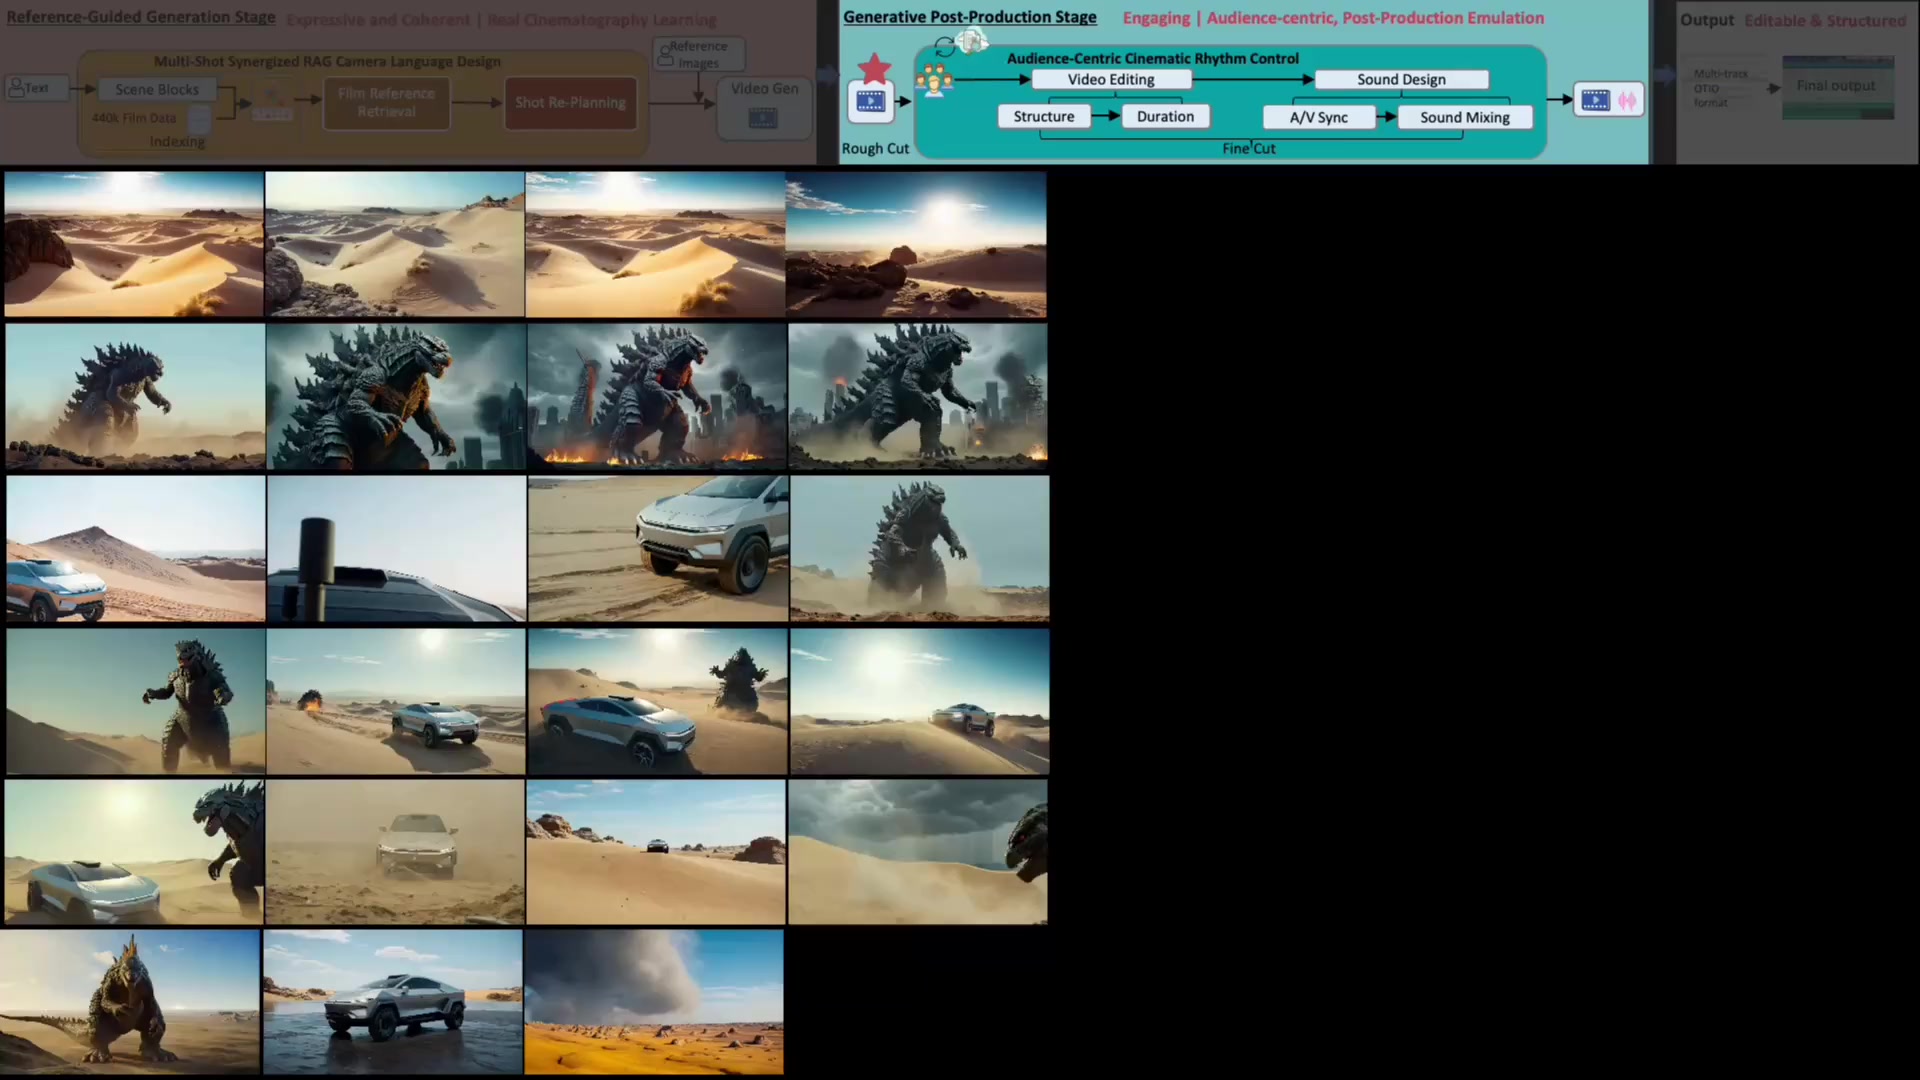 Reference-Guided Generation Stage Expressive and Coherent | Real Cinematography Learning
Multi-Shot Synergized RAG Camera Language Design
Text
Scene Blocks
440k Film Data
Indexing
Film Reference
Retrieval
Shot Re-Planning
Reference
Images
Video Gen
Generative Post-Production Stage Engaging | Audience-centric, Post-Production Emulation
Audience-Centric Cinematic Rhythm Control
Video Editing
Sound Design
Structure
Duration
A/V Sync
Sound Mixing
Rough Cut
Fine Cut
Output Editable & Structured
Multi-track
OTIO
format
Final output